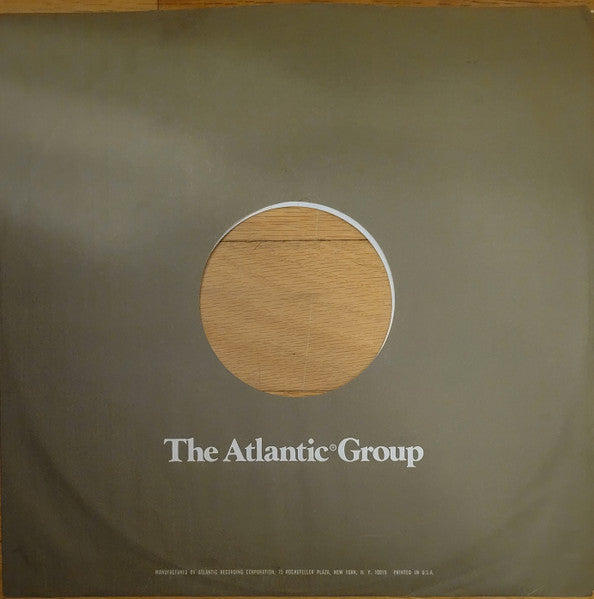 The Atlantic® Group
MANUFACTURED BY ATLANTIC RECORDING CORPORATION, 75 ROCKEFELLER PLAZA, NEW YORK, N. Y. 10019 PRINTED IN U.S.A.